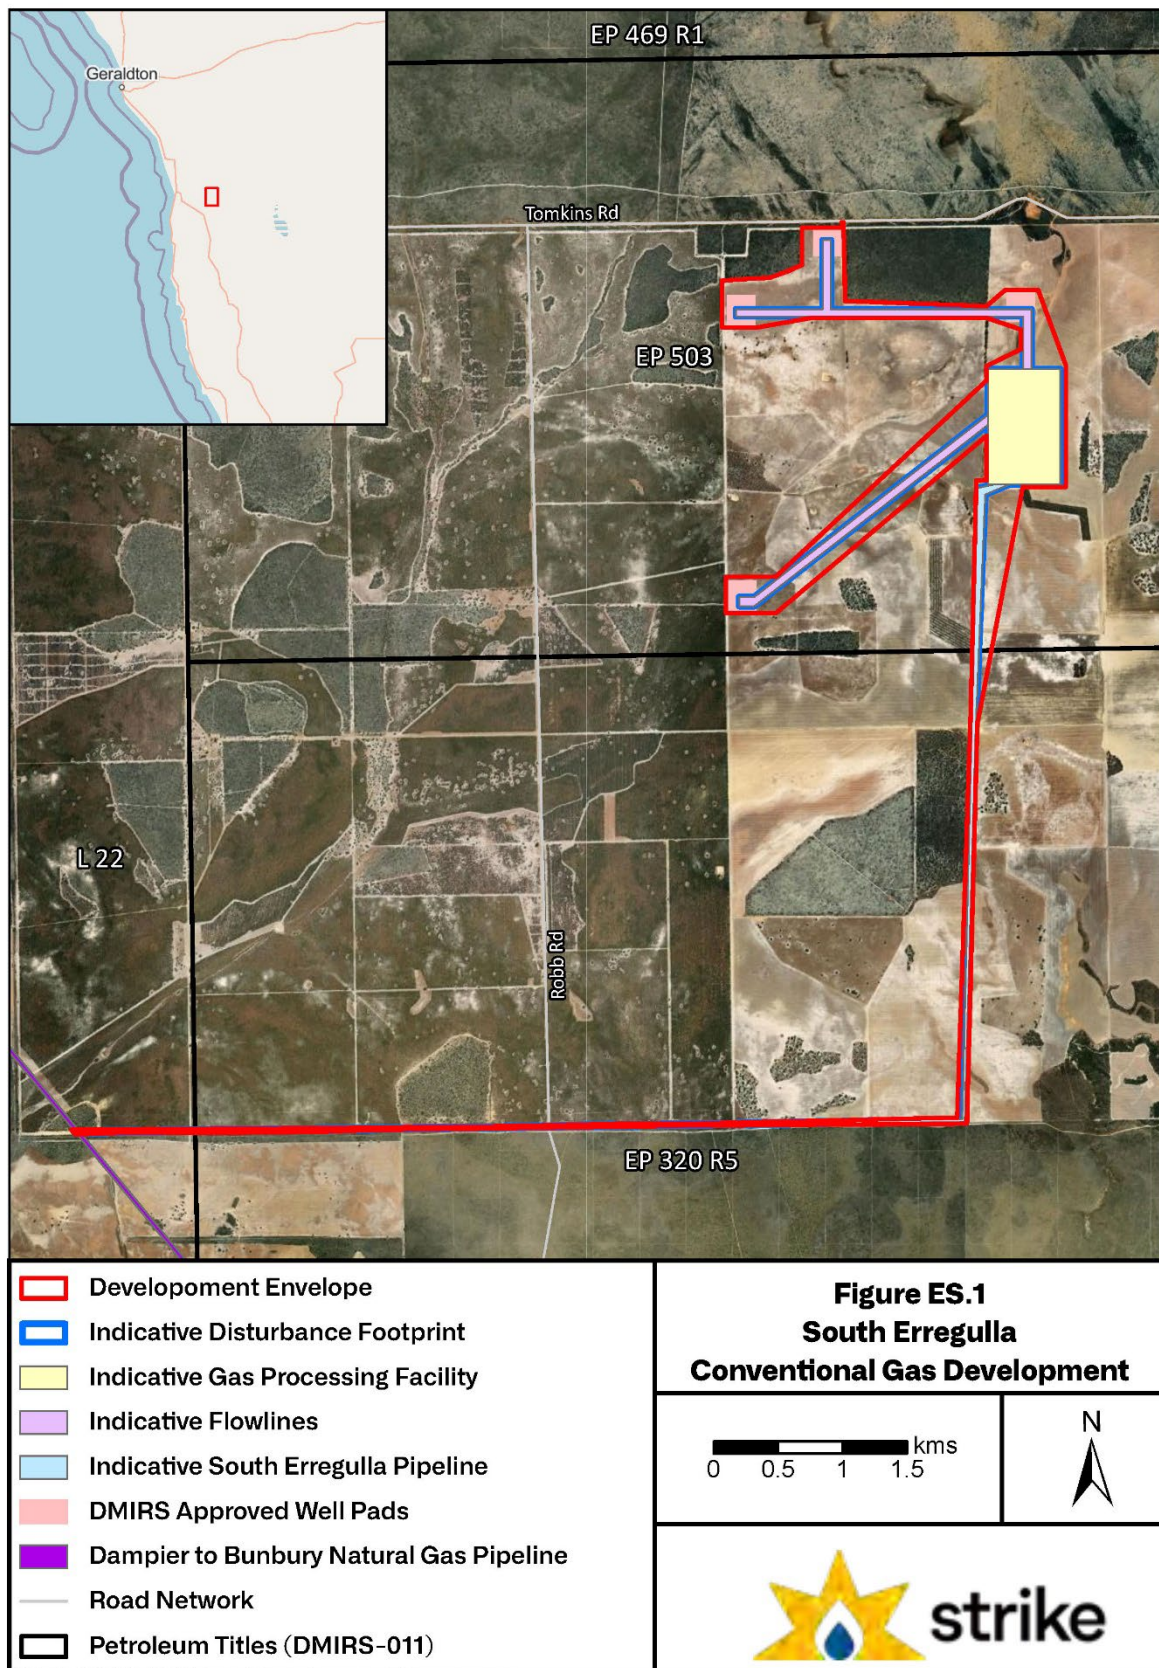 EP 469 R1
Geraldton
Tomkins Rd
EP 503
L 22
Robb Rd
EP 320 R5
Developoment Envelope
Indicative Disturbance Footprint
Indicative Gas Processing Facility
Indicative Flowlines
Indicative South Erregulla Pipeline
DMIRS Approved Well Pads
Dampier to Bunbury Natural Gas Pipeline
Road Network
Petroleum Titles (DMIRS-011)
Figure ES.1
South Erregulla
Conventional Gas Development
kms
0 0.5 1 1.5
N
strike